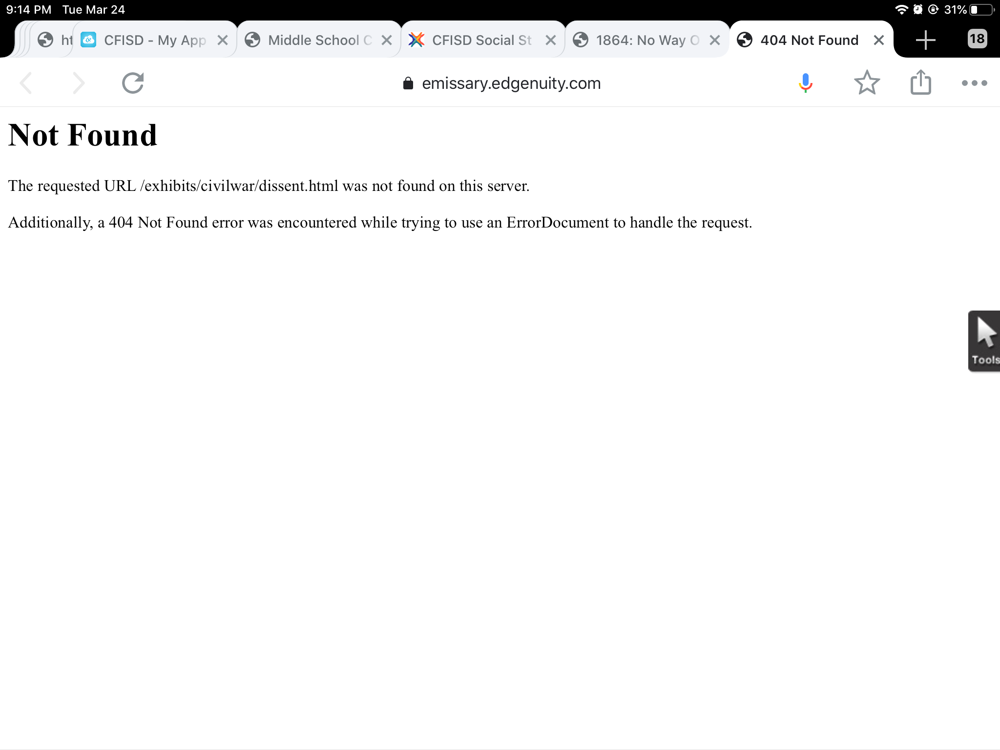 9:14 PM Tue Mar 24 31%
ht CFISD - My App Middle School C CFISD Social St 1864: No Way O 404 Not Found 18
emissary.edgenuity.com
Not Found
The requested URL /exhibits/civilwar/dissent.html was not found on this server.
Additionally, a 404 Not Found error was encountered while trying to use an ErrorDocument to handle the request.
Tools